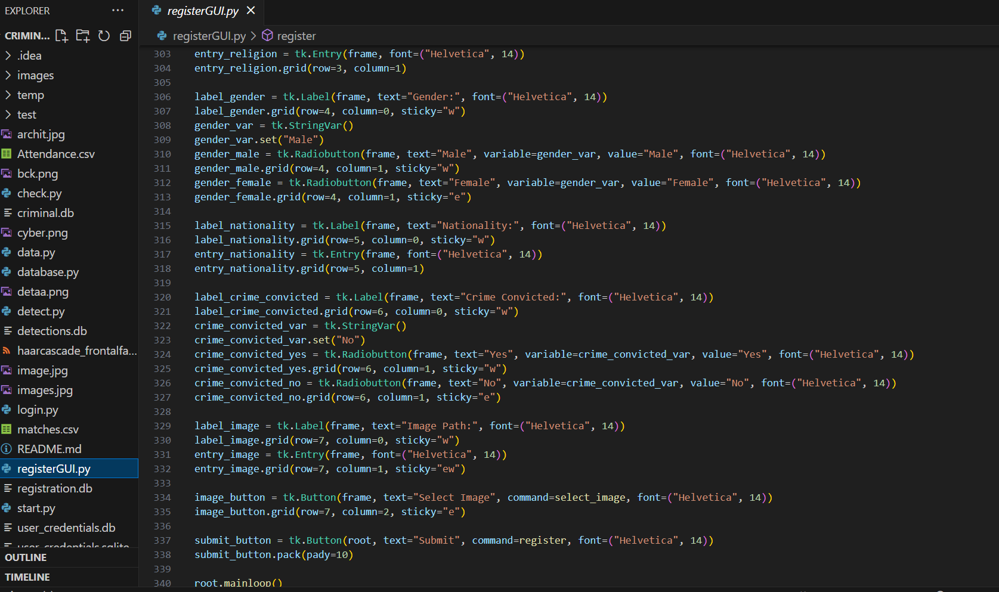 EXPLORER
···
CRIMIN...
.idea
images
temp
test
archit.jpg
Attendance.csv
bck.png
check.py
criminal.db
cyber.png
data.py
database.py
detaa.png
detect.py
detections.db
haarcascade_frontalfa...
image.jpg
images.jpg
login.py
matches.csv
README.md
registerGUI.py
registration.db
start.py
user_credentials.db
user_credentials.sqlite
OUTLINE
TIMELINE
registerGUI.py
registerGUI.py > register
303 entry_religion = tk.Entry(frame, font=("Helvetica", 14))
304 entry_religion.grid(row=3, column=1)
305
306 label_gender = tk.Label(frame, text="Gender:", font=("Helvetica", 14))
307 label_gender.grid(row=4, column=0, sticky="w")
308 gender_var = tk.StringVar()
309 gender_var.set("Male")
310 gender_male = tk.Radiobutton(frame, text="Male", variable=gender_var, value="Male", font=("Helvetica", 14))
311 gender_male.grid(row=4, column=1, sticky="w")
312 gender_female = tk.Radiobutton(frame, text="Female", variable=gender_var, value="Female", font=("Helvetica", 14))
313 gender_female.grid(row=4, column=1, sticky="e")
314
315 label_nationality = tk.Label(frame, text="Nationality:", font=("Helvetica", 14))
316 label_nationality.grid(row=5, column=0, sticky="w")
317 entry_nationality = tk.Entry(frame, font=("Helvetica", 14))
318 entry_nationality.grid(row=5, column=1)
319
320 label_crime_convicted = tk.Label(frame, text="Crime Convicted:", font=("Helvetica", 14))
321 label_crime_convicted.grid(row=6, column=0, sticky="w")
322 crime_convicted_var = tk.StringVar()
323 crime_convicted_var.set("No")
324 crime_convicted_yes = tk.Radiobutton(frame, text="Yes", variable=crime_convicted_var, value="Yes", font=("Helvetica", 14))
325 crime_convicted_yes.grid(row=6, column=1, sticky="w")
326 crime_convicted_no = tk.Radiobutton(frame, text="No", variable=crime_convicted_var, value="No", font=("Helvetica", 14))
327 crime_convicted_no.grid(row=6, column=1, sticky="e")
328
329 label_image = tk.Label(frame, text="Image Path:", font=("Helvetica", 14))
330 label_image.grid(row=7, column=0, sticky="w")
331 entry_image = tk.Entry(frame, font=("Helvetica", 14))
332 entry_image.grid(row=7, column=1, sticky="ew")
333
334 image_button = tk.Button(frame, text="Select Image", command=select_image, font=("Helvetica", 14))
335 image_button.grid(row=7, column=2, sticky="e")
336
337 submit_button = tk.Button(root, text="Submit", command=register, font=("Helvetica", 14))
338 submit_button.pack(pady=10)
339
340 root.mainloop()